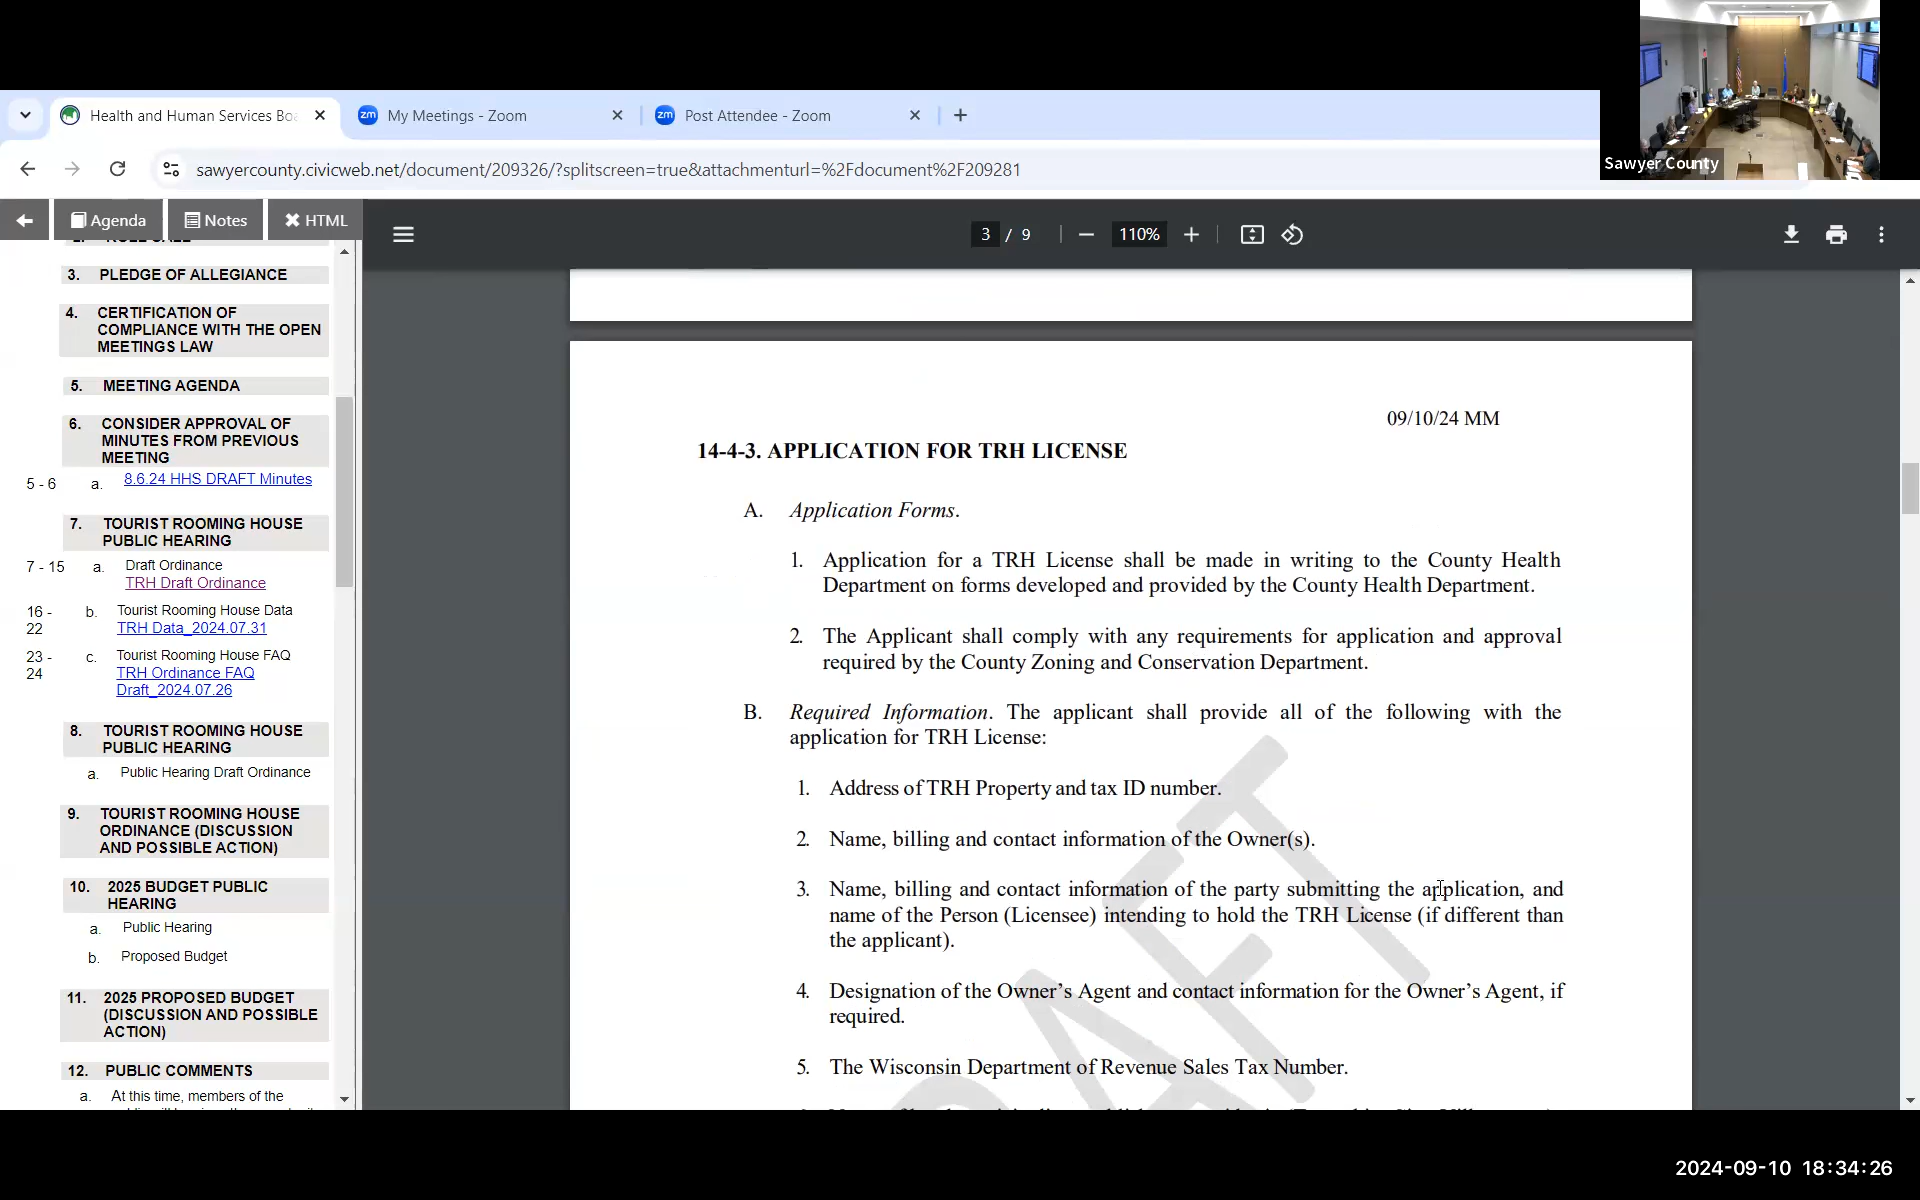 Sawyer County
Health and Human Services Boa
My Meetings - Zoom
Post Attendee - Zoom
sawyercounty.civicweb.net/document/209326/?splitscreen=true&attachmenturl=%2Fdocument%2F209281
Agenda
Notes
HTML
3 / 9
110%
3. PLEDGE OF ALLEGIANCE
4. CERTIFICATION OF
COMPLIANCE WITH THE OPEN
MEETINGS LAW
5. MEETING AGENDA
6. CONSIDER APPROVAL OF
MINUTES FROM PREVIOUS
MEETING
5 - 6 a. 8.6.24 HHS DRAFT Minutes
7. TOURIST ROOMING HOUSE
PUBLIC HEARING
7 - 15 a. Draft Ordinance
TRH Draft Ordinance
16 - b. Tourist Rooming House Data
22 TRH Data_2024.07.31
23 - c. Tourist Rooming House FAQ
24 TRH Ordinance FAQ
Draft_2024.07.26
8. TOURIST ROOMING HOUSE
PUBLIC HEARING
a. Public Hearing Draft Ordinance
9. TOURIST ROOMING HOUSE
ORDINANCE (DISCUSSION
AND POSSIBLE ACTION)
10. 2025 BUDGET PUBLIC
HEARING
a. Public Hearing
b. Proposed Budget
11. 2025 PROPOSED BUDGET
(DISCUSSION AND POSSIBLE
ACTION)
12. PUBLIC COMMENTS
a. At this time, members of the
09/10/24 MM
14-4-3. APPLICATION FOR TRH LICENSE
A. Application Forms.
1. Application for a TRH License shall be made in writing to the County Health
Department on forms developed and provided by the County Health Department.
2. The Applicant shall comply with any requirements for application and approval
required by the County Zoning and Conservation Department.
B. Required Information. The applicant shall provide all of the following with the
application for TRH License:
1. Address of TRH Property and tax ID number.
2. Name, billing and contact information of the Owner(s).
3. Name, billing and contact information of the party submitting the application, and
name of the Person (Licensee) intending to hold the TRH License (if different than
the applicant).
4. Designation of the Owner's Agent and contact information for the Owner's Agent, if
required.
5. The Wisconsin Department of Revenue Sales Tax Number.
2024-09-10 18:34:26